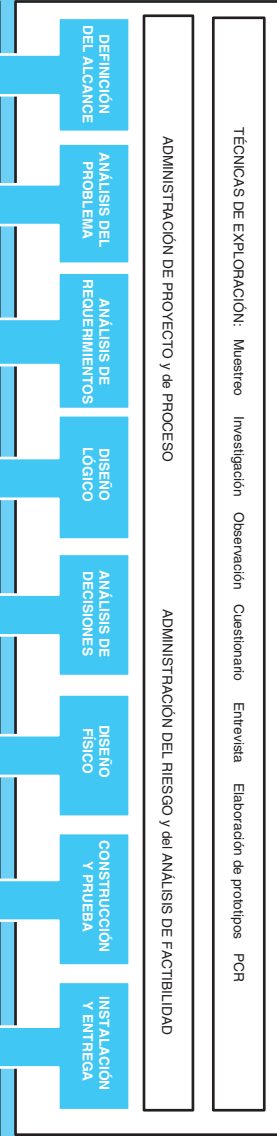 TÉCNICAS DE EXPLORACIÓN: Muestreo Investigación Observación Cuestionario Entrevista Elaboración de prototipos PCR
ADMINISTRACIÓN DE PROYECTO y de PROCESO ADMINISTRACIÓN DEL RIESGO y del ANÁLISIS DE FACTIBILIDAD
DEFINICIÓN
DEL ALCANCE
ANÁLISIS DEL
PROBLEMA
ANÁLISIS DE
REQUERIMIENTOS
DISEÑO
LÓGICO
ANÁLISIS DE
DECISIONES
DISEÑO
FÍSICO
CONSTRUCCIÓN
Y PRUEBA
INSTALACIÓN
Y ENTREGA